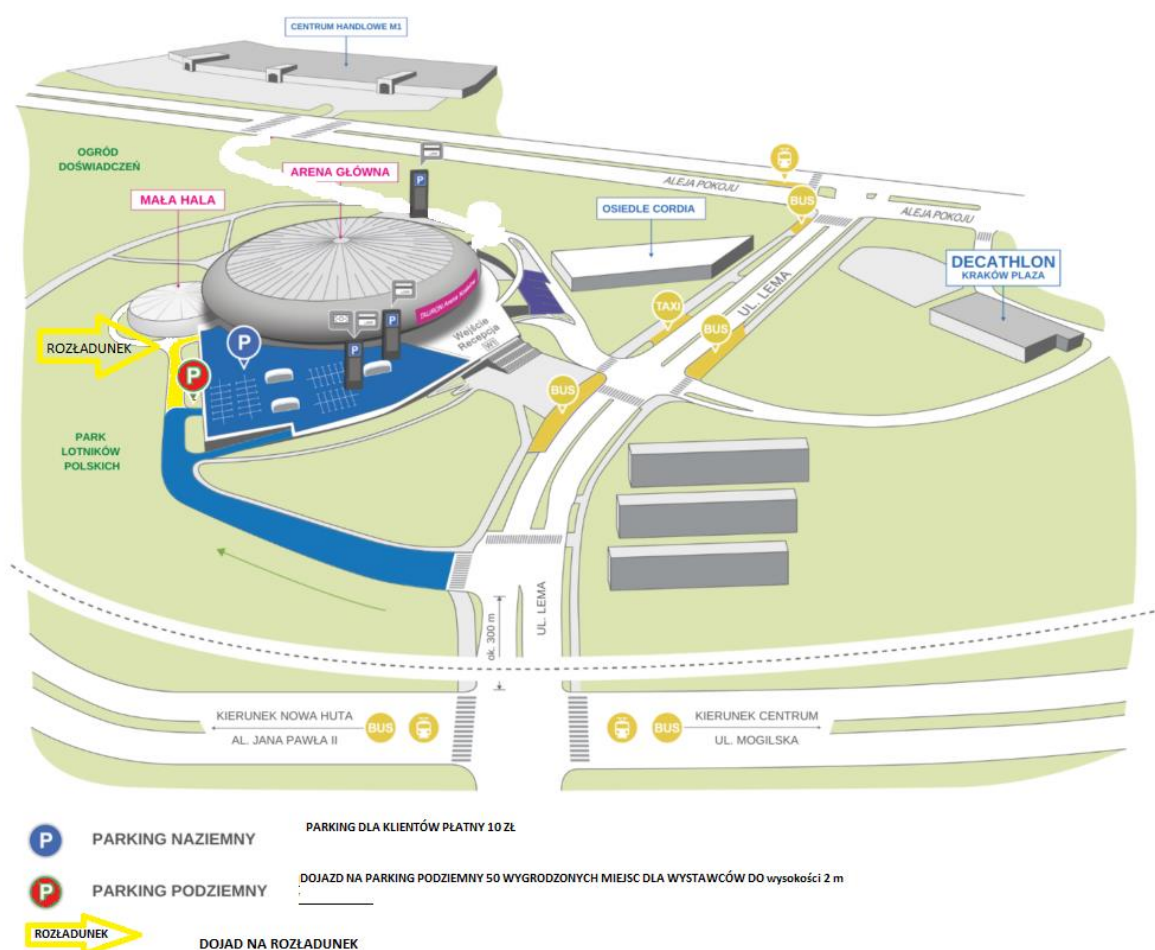 CENTRUM HANDLOWE M1
OGRÓD
DOŚWIADCZEŃ
ARENA GŁÓWNA
P
MAŁA HALA
ALEJA POKOJU
BUS
ALEJA POKOJU
OSIEDLE CORDIA
DECATHLON
KRAKÓW PLAZA
UL. LEMA
TAURON Arena Kraków
TAXI
BUS
Wejście
Recepcja
ROZŁADUNEK
P
P
P
P
BUS
PARK
LOTNIKÓW
POLSKICH
UL. LEMA
ok. 300 m
KIERUNEK NOWA HUTA
AL. JANA PAWŁA II
BUS
BUS
KIERUNEK CENTRUM
UL. MOGILSKA
P PARKING NAZIEMNY PARKING DLA KLIENTÓW PŁATNY 10 ZŁ
P PARKING PODZIEMNY DOJAZD NA PARKING PODZIEMNY 50 WYGRODZONYCH MIEJSC DLA WYSTAWCÓW DO wysokości 2 m
ROZŁADUNEK DOJAD NA ROZŁADUNEK